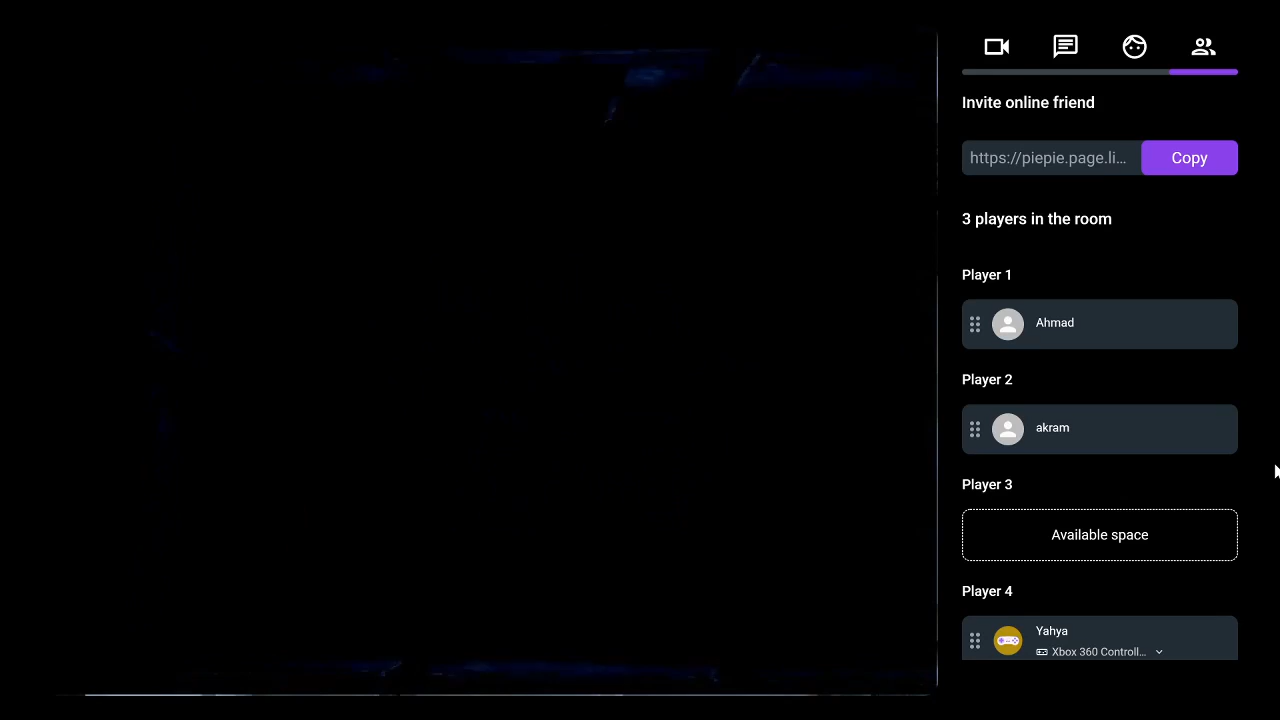 Invite online friend
https://piepie.page.li...
Copy
3 players in the room
Player 1
Ahmad
Player 2
akram
Player 3
Available space
Player 4
Yahya
Xbox 360 Controll...